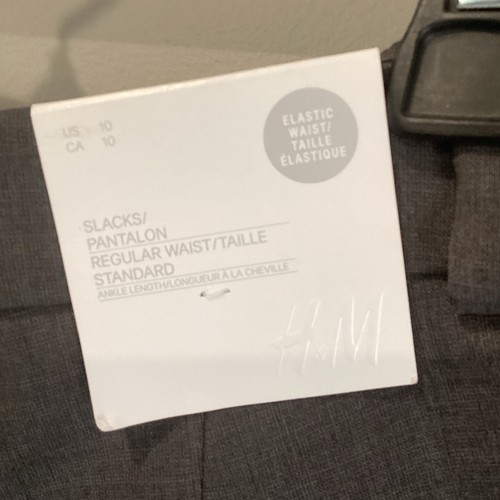 US 10
CA 10
ELASTIC
WAIST/
TAILLE
ÉLASTIQUE
SLACKS/
PANTALON
REGULAR WAIST/TAILLE
STANDARD
ANKLE LENGTH/LONGUEUR À LA CHEVILLE
H&M